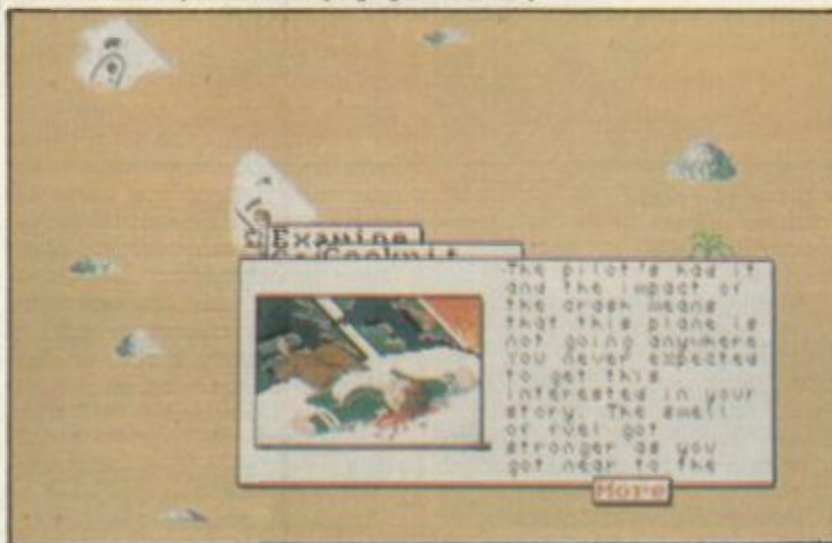 Examine
Cockpit
The pilot's had it
and the impact of
the crash means
that this plane is
not going anywhere.
You never expected
to get this
interested in your
story. The smell
of fuel got
stronger as you
got near to the
More